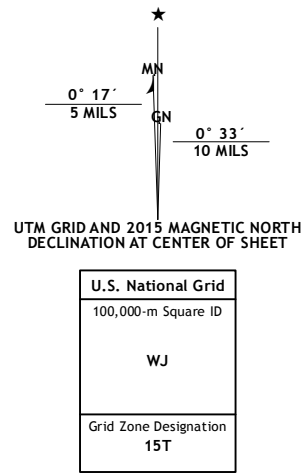 ★
MN
0° 17´
5 MILS
GN
0° 33´
10 MILS
UTM GRID AND 2015 MAGNETIC NORTH
DECLINATION AT CENTER OF SHEET
U.S. National Grid
100,000-m Square ID
WJ
Grid Zone Designation
15T